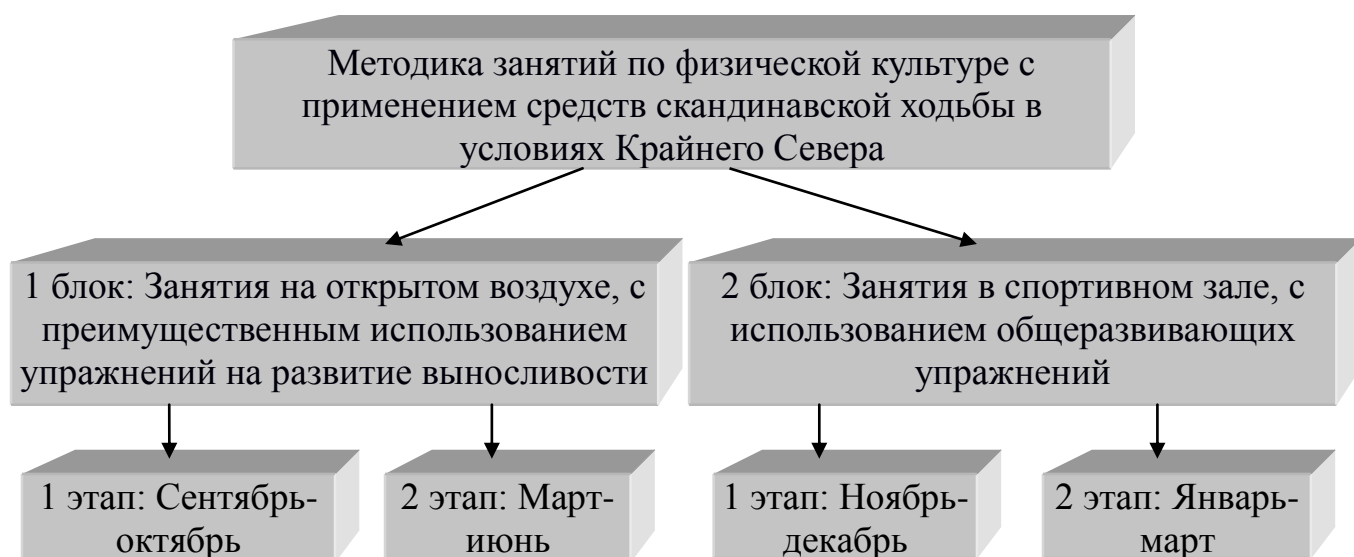 Методика занятий по физической культуре с
применением средств скандинавской ходьбы в
условиях Крайнего Севера
1 блок: Занятия на открытом воздухе, с
преимущественным использованием
упражнений на развитие выносливости
2 блок: Занятия в спортивном зале, с
использованием общеразвивающих
упражнений
1 этап: Сентябрь-
октябрь
2 этап: Март-
июнь
1 этап: Ноябрь-
декабрь
2 этап: Январь-
март